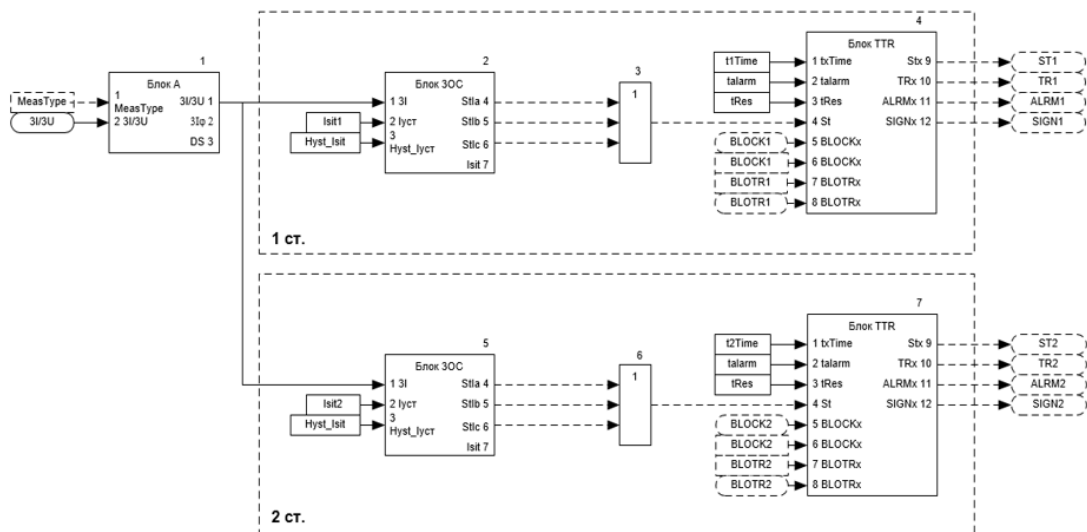 1
Блок А
MeasType
3I/3U
1
MeasType
2 3I/3U
3I/3U 1
3Iφ 2
DS 3
2
Блок ЗОС
1 3I
2 Iуст
3
Hyst_Iуст
StIa 4
StIb 5
StIc 6
Isit 7
Isit1
Hyst_Isit
3
1
4
Блок TTR
t1Time
talarm
tRes
BLOCK1
BLOCK1
BLOTR1
BLOTR1
1 txTime
2 talarm
3 tRes
4 St
5 BLOCKx
6 BLOCKx
7 BLOTRx
8 BLOTRx
Stx 9
TRx 10
ALRMx 11
SIGNx 12
ST1
TR1
ALRM1
SIGN1
1 ст.
5
Блок ЗОС
1 3I
2 Iуст
3
Hyst_Iуст
StIa 4
StIb 5
StIc 6
Isit 7
Isit2
Hyst_Isit
6
1
7
Блок TTR
t2Time
talarm
tRes
BLOCK2
BLOCK2
BLOTR2
BLOTR2
1 txTime
2 talarm
3 tRes
4 St
5 BLOCKx
6 BLOCKx
7 BLOTRx
8 BLOTRx
Stx 9
TRx 10
ALRMx 11
SIGNx 12
ST2
TR2
ALRM2
SIGN2
2 ст.